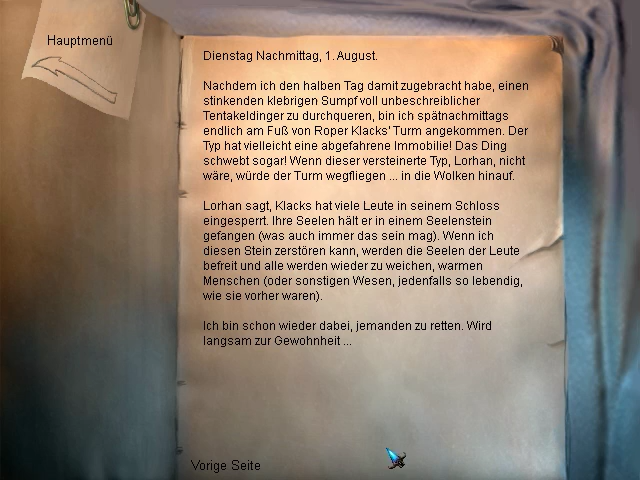 Hauptmenü
Dienstag Nachmittag, 1. August.
Nachdem ich den halben Tag damit zugebracht habe, einen
stinkenden klebrigen Sumpf voll unbeschreiblicher
Tentakeldinger zu durchqueren, bin ich spätnachmittags
endlich am Fuß von Roper Klacks' Turm angekommen. Der
Typ hat vielleicht eine abgefahrene Immobilie! Das Ding
schwebt sogar! Wenn dieser versteinerte Typ, Lorhan, nicht
wäre, würde der Turm wegfliegen ... in die Wolken hinauf.
Lorhan sagt, Klacks hat viele Leute in seinem Schloss
eingesperrt. Ihre Seelen hält er in einem Seelenstein
gefangen (was auch immer das sein mag). Wenn ich
diesen Stein zerstören kann, werden die Seelen der Leute
befreit und alle werden wieder zu weichen, warmen
Menschen (oder sonstigen Wesen, jedenfalls so lebendig,
wie sie vorher waren).
Ich bin schon wieder dabei, jemanden zu retten. Wird
langsam zur Gewohnheit ...
Vorige Seite